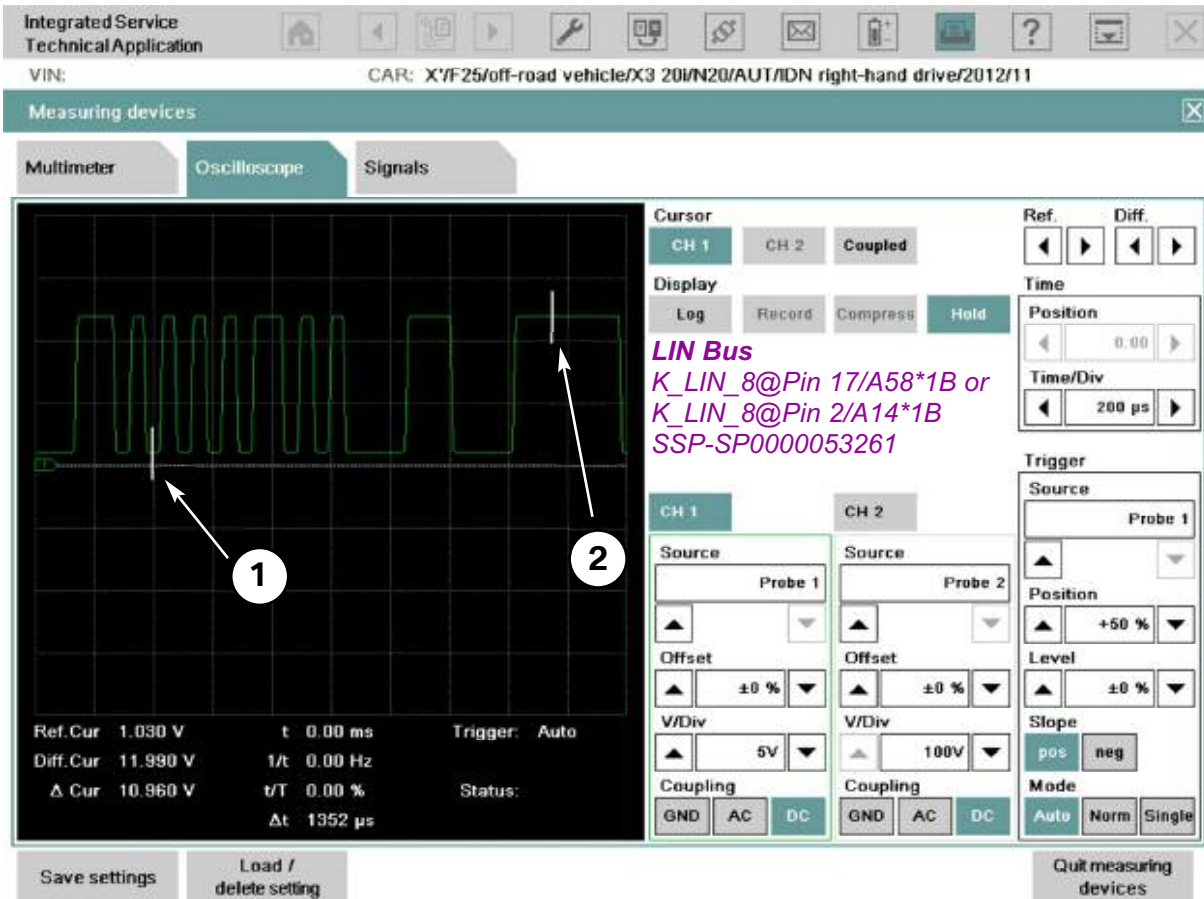 Integrated Service
Technical Application
VIN:
CAR: X'/F25/off-road vehicle/X3 20i/N20/AUT/IDN right-hand drive/2012/11
Measuring devices
Multimeter
Oscilloscope
Signals
Cursor
CH 1
CH 2
Coupled
Ref.
Diff.
Display
Log
Record
Compress
Hold
Time
Position
0.00
Time/Div
200 µs
LIN Bus
K_LIN_8@Pin 17/A58*1B or
K_LIN_8@Pin 2/A14*1B
SSP-SP0000053261
1
2
CH 1
Source
Probe 1
Offset
±0 %
V/Div
5V
Coupling
GND
AC
DC
CH 2
Source
Probe 2
Offset
±0 %
V/Div
100V
Coupling
GND
AC
DC
Trigger
Source
Probe 1
Position
+50 %
Level
±0 %
Slope
pos
neg
Mode
Auto
Norm
Single
Ref.Cur 1.030 V t 0.00 ms Trigger: Auto
Diff.Cur 11.990 V 1/t 0.00 Hz
Δ Cur 10.960 V t/T 0.00 % Status:
Δt 1352 µs
Save settings
Load /
delete setting
Quit measuring
devices